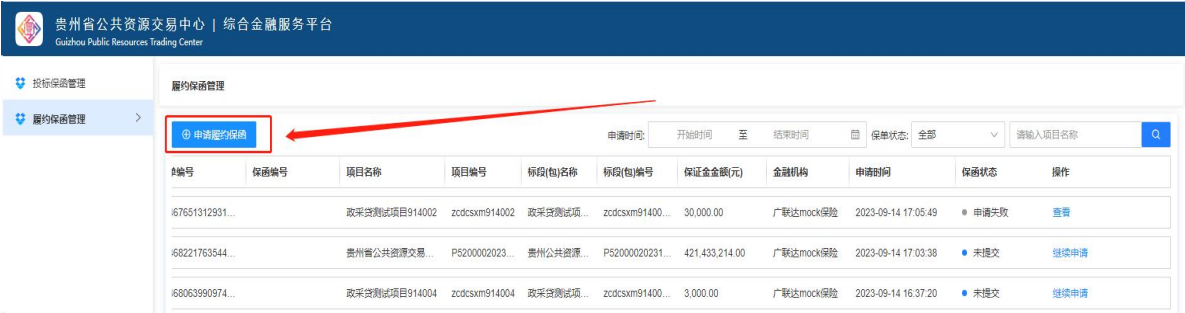 贵州省公共资源交易中心 | 综合金融服务平台
Guizhou Public Resources Trading Center
投标保函管理
履约保函管理
履约保函管理
申请履约保函 申请时间: 开始时间 至 结束时间 保单状态: 全部 请输入项目名称
编号 保函编号 项目名称 项目编号 标段(包)名称 标段(包)编号 保证金金额(元) 金融机构 申请时间 保函状态 操作
67651312931... 政采贷测试项目914002 zcdcsxm914002 政采贷测试项... zcdcsxm91400... 30,000.00 广联达mock保险 2023-09-14 17:05:49 申请失败 查看
68221763544... 贵州省公共资源交易... P5200002023... 贵州公共资源... P52000020231... 421,433,214.00 广联达mock保险 2023-09-14 17:03:38 未提交 继续申请
68063990974... 政采贷测试项目914004 zcdcsxm914004 政采贷测试项... zcdcsxm91400... 3,000.00 广联达mock保险 2023-09-14 16:37:20 未提交 继续申请